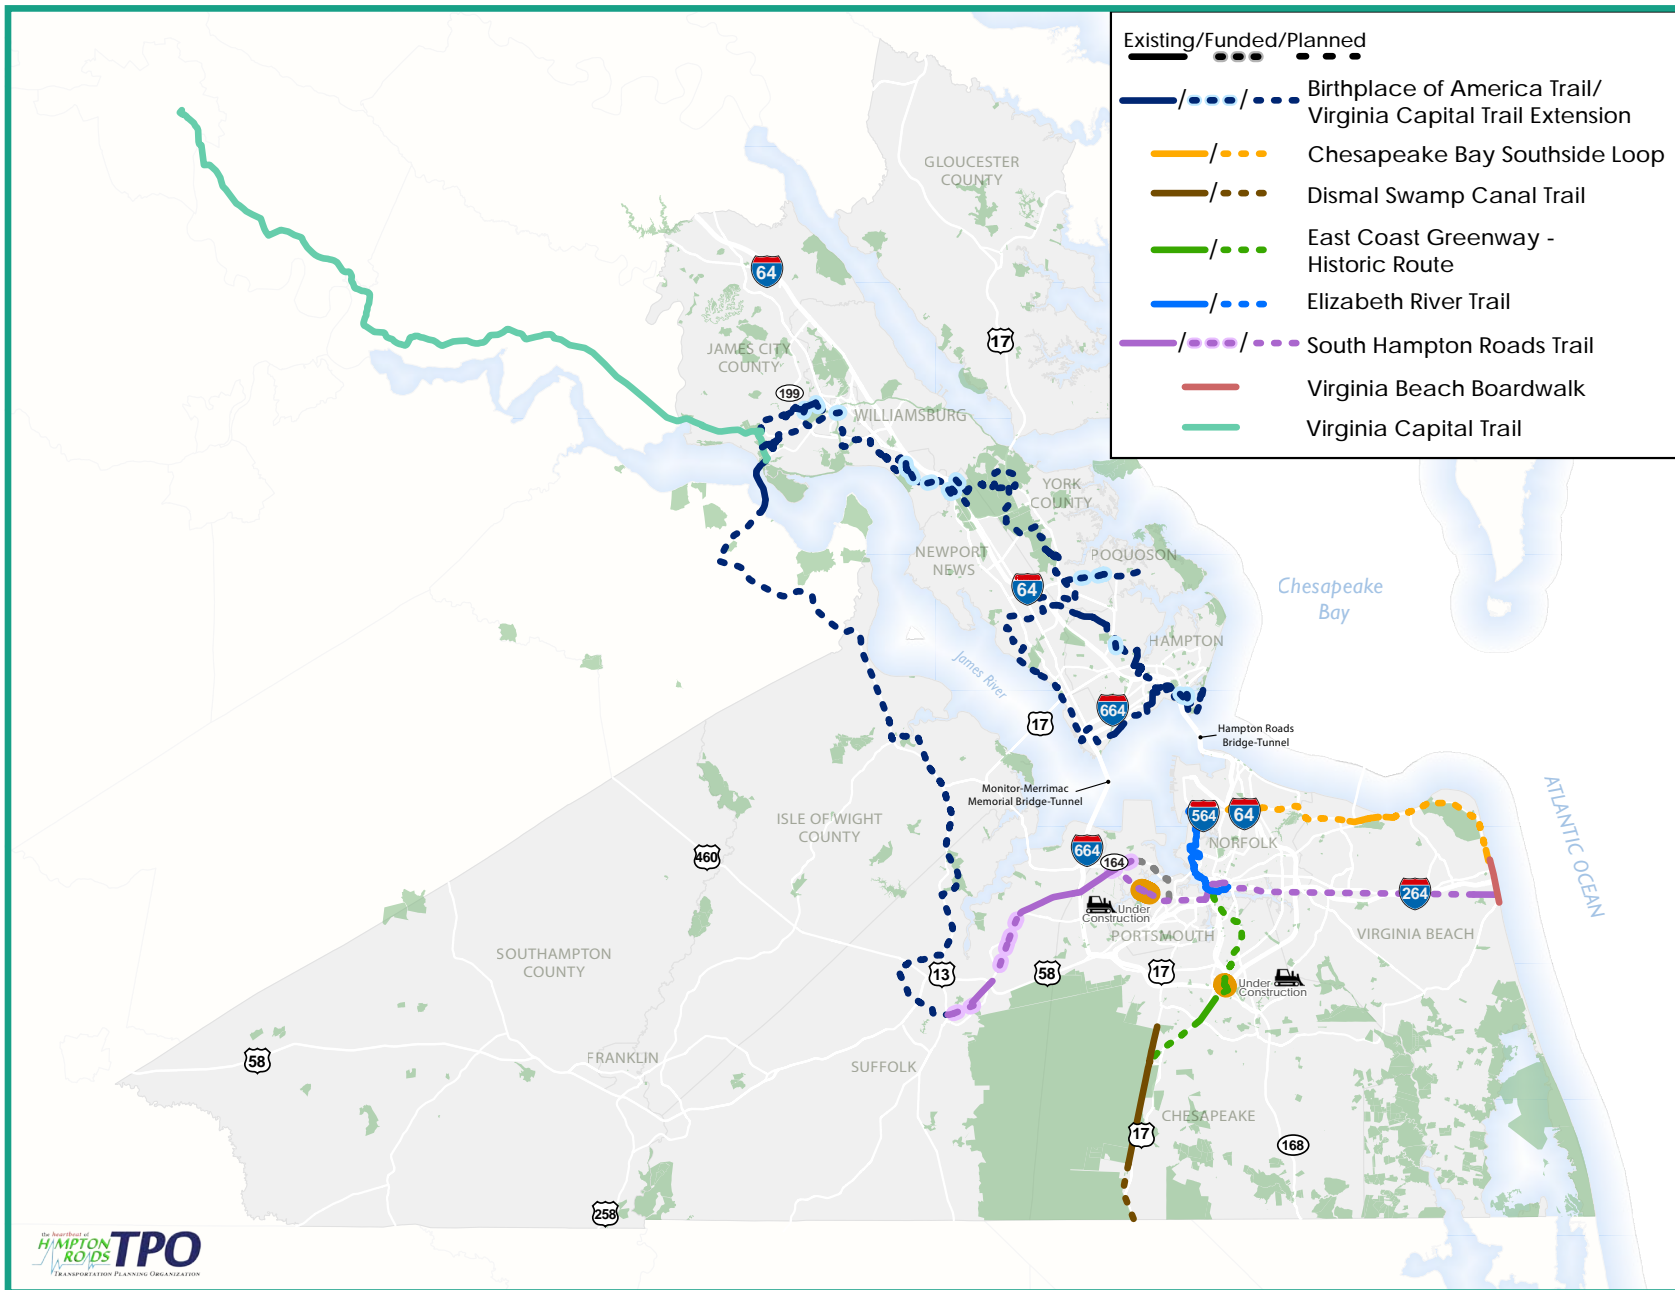 Existing/Funded/Planned
Birthplace of America Trail/
Virginia Capital Trail Extension
Chesapeake Bay Southside Loop
Dismal Swamp Canal Trail
East Coast Greenway -
Historic Route
Elizabeth River Trail
South Hampton Roads Trail
Virginia Beach Boardwalk
Virginia Capital Trail
GLOUCESTER
COUNTY
64
17
JAMES CITY
COUNTY
199
WILLIAMSBURG
YORK
COUNTY
NEWPORT
NEWS
POQUOSON
64
Chesapeake
Bay
HAMPTON
James River
664
17
Hampton Roads
Bridge-Tunnel
Monitor-Merrimac
Memorial Bridge-Tunnel
ATLANTIC OCEAN
564
64
NORFOLK
ISLE OF WIGHT
COUNTY
460
664
164
264
Under
Construction
PORTSMOUTH
VIRGINIA BEACH
SOUTHAMPTON
COUNTY
13
58
17
Under
Construction
58
FRANKLIN
SUFFOLK
CHESAPEAKE
17
168
258
the heartbeat of
HAMPTON
ROADS
TPO
TRANSPORTATION PLANNING ORGANIZATION